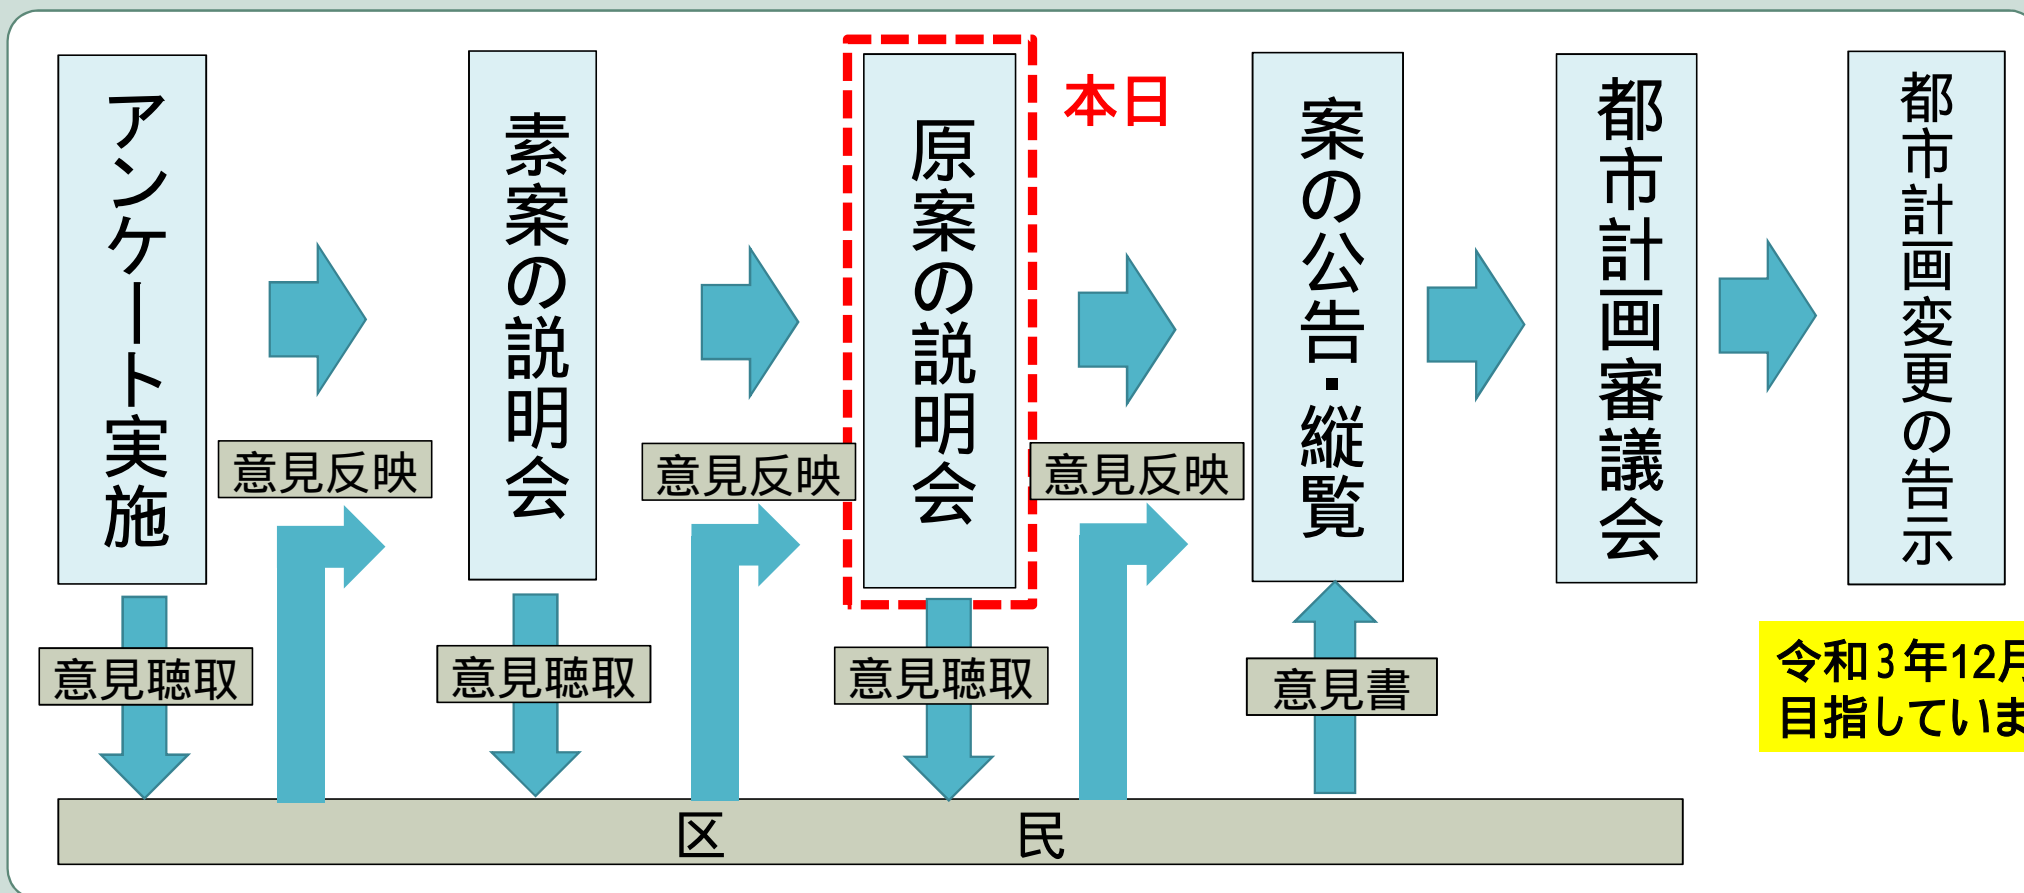 アンケート実施
素案の説明会
原案の説明会
本日
案の公告・縦覧
都市計画審議会
都市計画変更の告示
意見反映
意見反映
意見反映
意見聴取
意見聴取
意見聴取
意見書
令和3年12月
目指していま
区 民